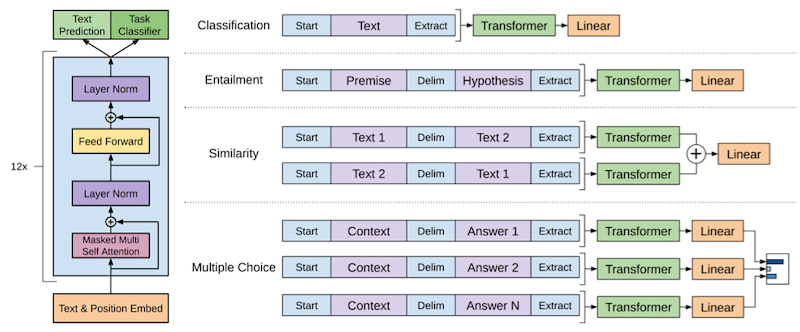 Text Prediction
Task Classifier
Layer Norm
+
Feed Forward
12x
Layer Norm
+
Masked Multi
Self Attention
Text & Position Embed
Classification
Start Text Extract Transformer Linear
Entailment
Start Premise Delim Hypothesis Extract Transformer Linear
Similarity
Start Text 1 Delim Text 2 Extract Transformer
+ Linear
Start Text 2 Delim Text 1 Extract Transformer
Multiple Choice
Start Context Delim Answer 1 Extract Transformer Linear
Start Context Delim Answer 2 Extract Transformer Linear
Start Context Delim Answer N Extract Transformer Linear